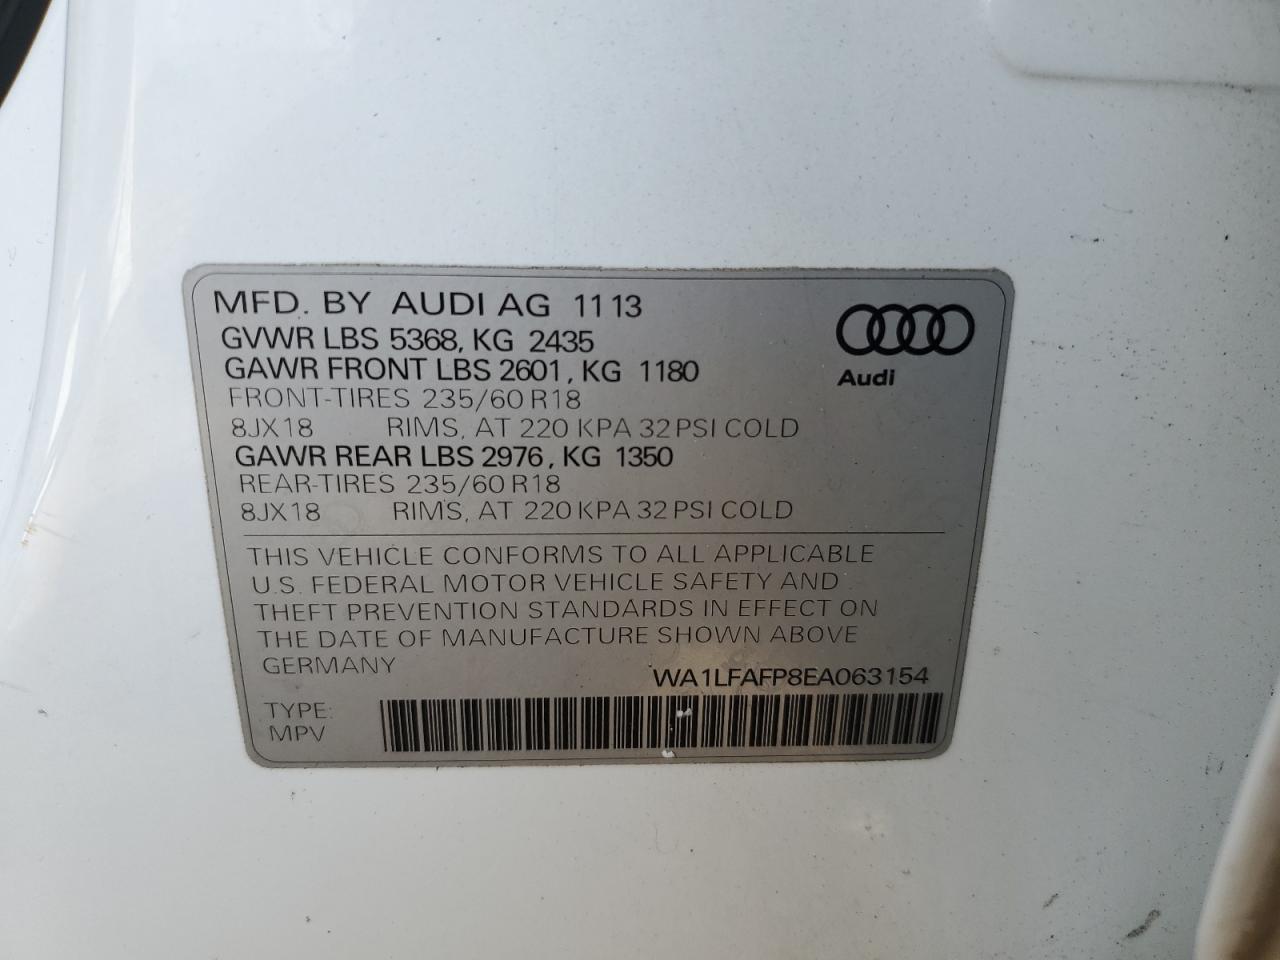 MFD. BY AUDI AG 11 13
GVWR LBS 5368, KG 2435
GAWR FRONT LBS 2601, KG 1180
FRONT-TIRES 235/60 R18
8JX18 RIMS, AT 220 KPA 32 PSI COLD
GAWR REAR LBS 2976, KG 1350
REAR-TIRES 235/60 R18
8JX18 RIMS, AT 220 KPA 32 PSI COLD
Audi
THIS VEHICLE CONFORMS TO ALL APPLICABLE
U.S. FEDERAL MOTOR VEHICLE SAFETY AND
THEFT PREVENTION STANDARDS IN EFFECT ON
THE DATE OF MANUFACTURE SHOWN ABOVE
GERMANY
WA1LFAFP8EA063154
TYPE:
MPV